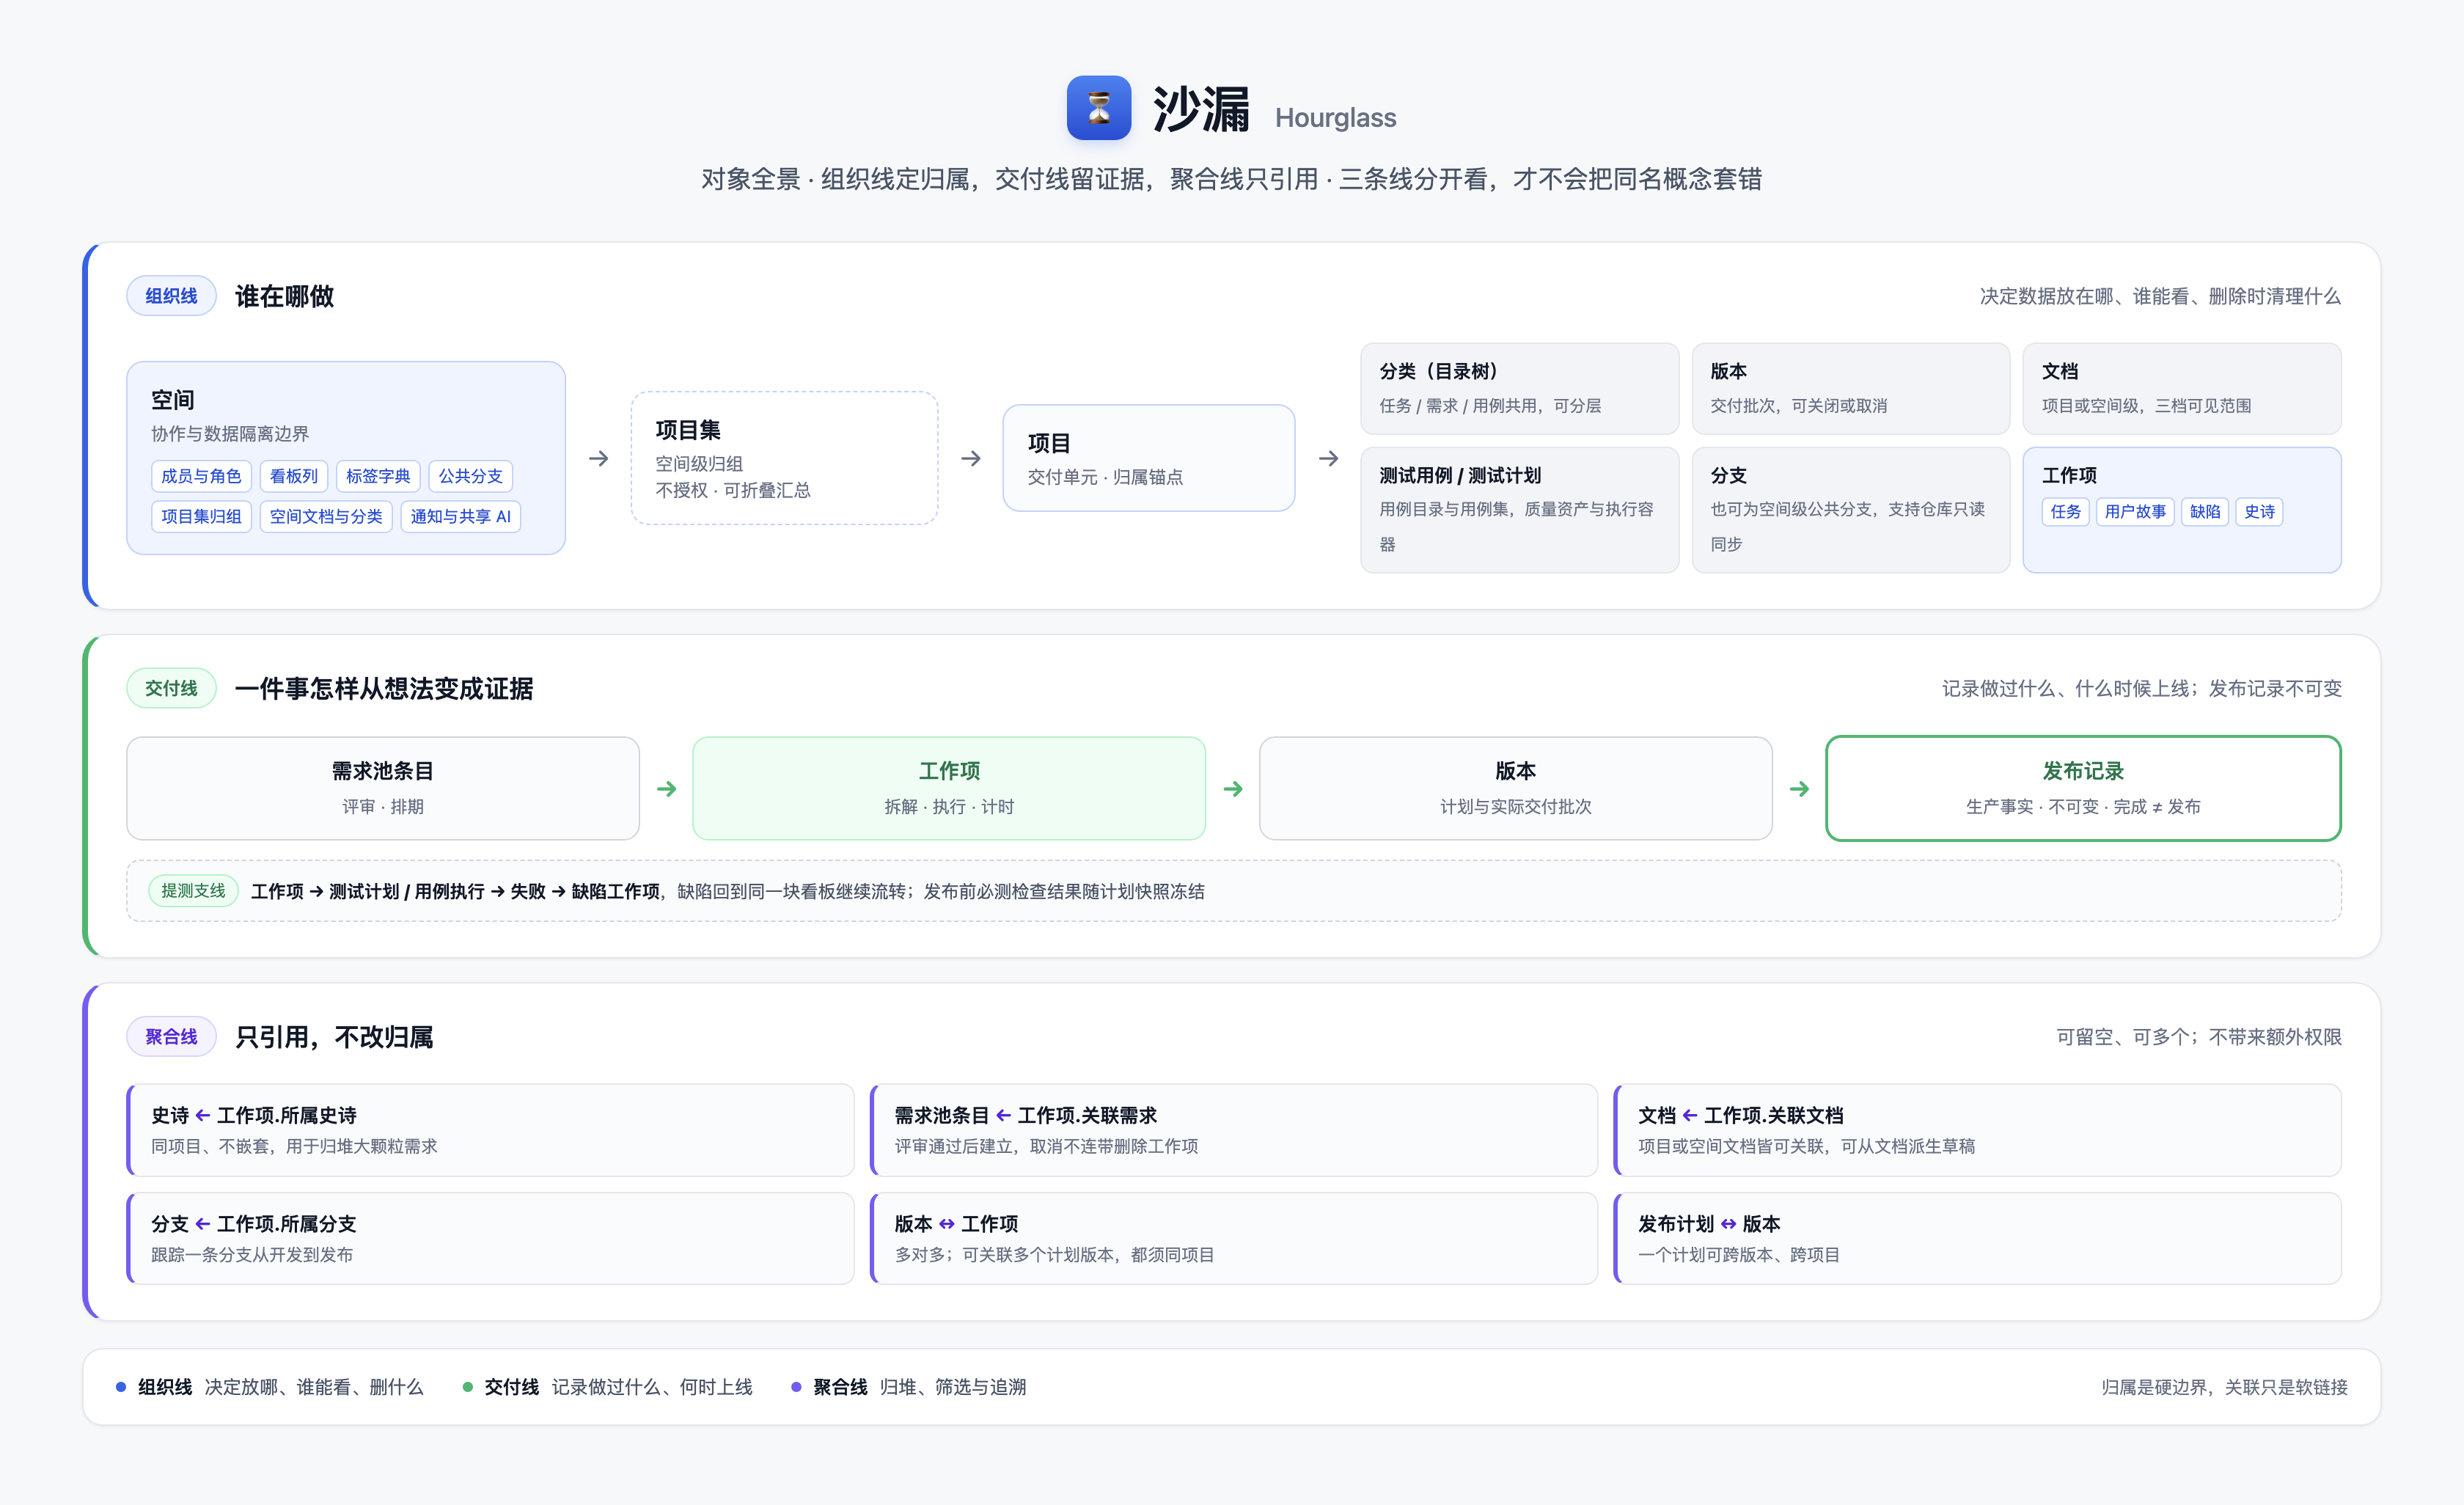 沙漏 Hourglass
对象全景 · 组织线定归属，交付线留证据，聚合线只引用 · 三条线分开看，才不会把同名概念套错
组织线 谁在哪做
决定数据放在哪、谁能看、删除时清理什么
空间
协作与数据隔离边界
成员与角色 看板列 标签字典 公共分支
项目集归组 空间文档与分类 通知与共享 AI
→
项目集
空间级归组
不授权 · 可折叠汇总
→
项目
交付单元 · 归属锚点
→
分类（目录树）
任务 / 需求 / 用例共用，可分层
版本
交付批次，可关闭或取消
文档
项目或空间级，三档可见范围
测试用例 / 测试计划
用例目录与用例集，质量资产与执行容
器
分支
也可为空间级公共分支，支持仓库只读
同步
工作项
任务 用户故事 缺陷 史诗
交付线 一件事怎样从想法变成证据
记录做过什么、什么时候上线；发布记录不可变
需求池条目
评审 · 排期
→
工作项
拆解 · 执行 · 计时
→
版本
计划与实际交付批次
→
发布记录
生产事实 · 不可变 · 完成 ≠ 发布
提测支线 工作项 → 测试计划 / 用例执行 → 失败 → 缺陷工作项，缺陷回到同一块看板继续流转；发布前必测检查结果随计划快照冻结
聚合线 只引用，不改归属
可留空、可多个；不带来额外权限
史诗 ← 工作项.所属史诗
同项目、不嵌套，用于归堆大颗粒需求
需求池条目 ← 工作项.关联需求
评审通过后建立，取消不连带删除工作项
文档 ← 工作项.关联文档
项目或空间文档皆可关联，可从文档派生草稿
分支 ← 工作项.所属分支
跟踪一条分支从开发到发布
版本 ↔ 工作项
多对多；可关联多个计划版本，都须同项目
发布计划 ↔ 版本
一个计划可跨版本、跨项目
组织线 决定放哪、谁能看、删什么
交付线 记录做过什么、何时上线
聚合线 归堆、筛选与追溯
归属是硬边界，关联只是软链接